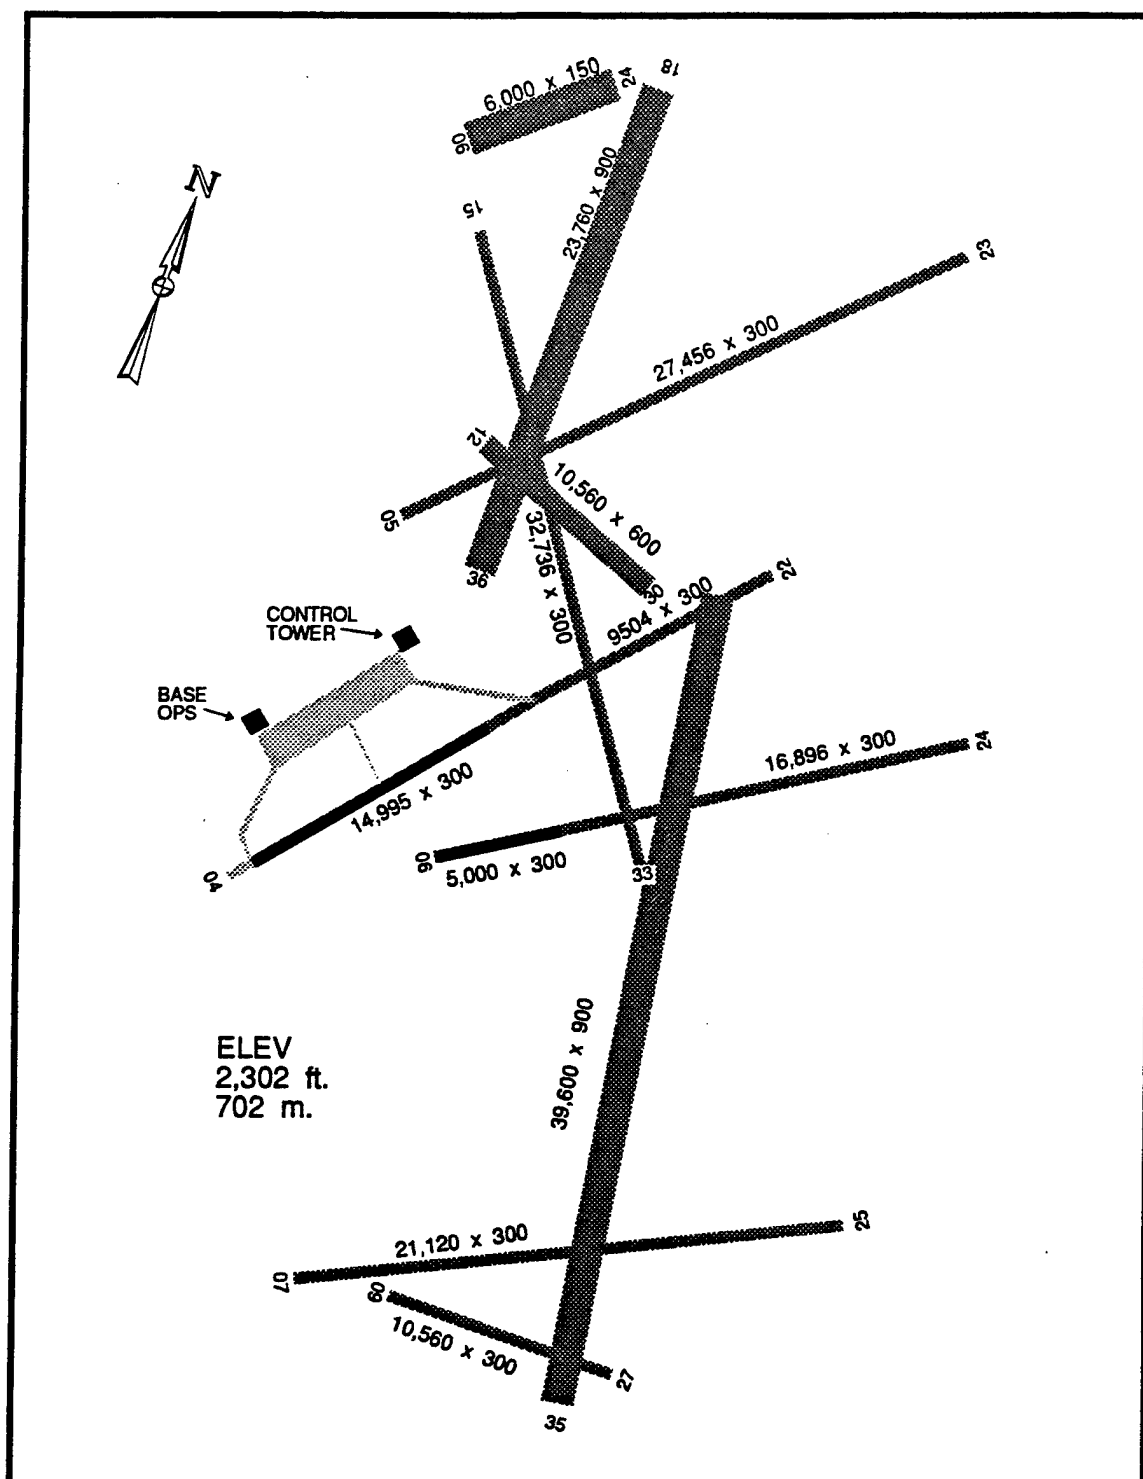 6,000 x 150
24
18
06
N
15
23,760 x 900
23
27,456 x 300
12
05
10,560 x 600
32,736 x 300
36
30
22
9504 x 300
CONTROL
TOWER
BASE
OPS
14,995 x 300
16,896 x 300
24
04
06
5,000 x 300
33
39,600 x 900
ELEV
2,302 ft.
702 m.
21,120 x 300
25
07
09
10,560 x 300
27
35